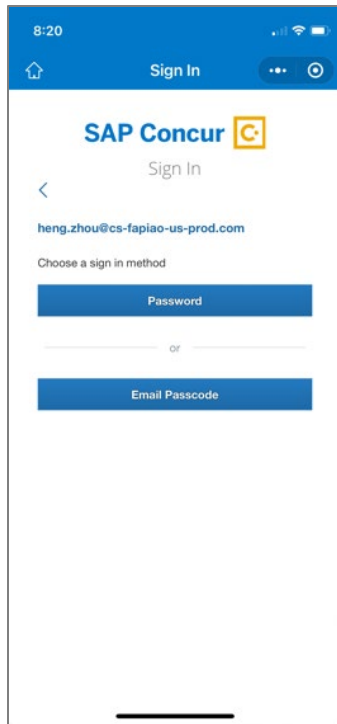 8:20
Sign In
SAP Concur C
Sign In
heng.zhou@cs-fapiao-us-prod.com
Choose a sign in method
Password
or
Email Passcode